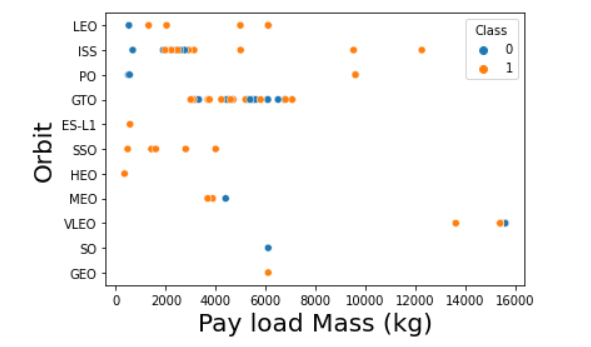 LEO
ISS
PO
GTO
ES-L1
SSO
HEO
MEO
VLEO
SO
GEO
Orbit
Class
0
1
0 2000 4000 6000 8000 10000 12000 14000 16000
Pay load Mass (kg)